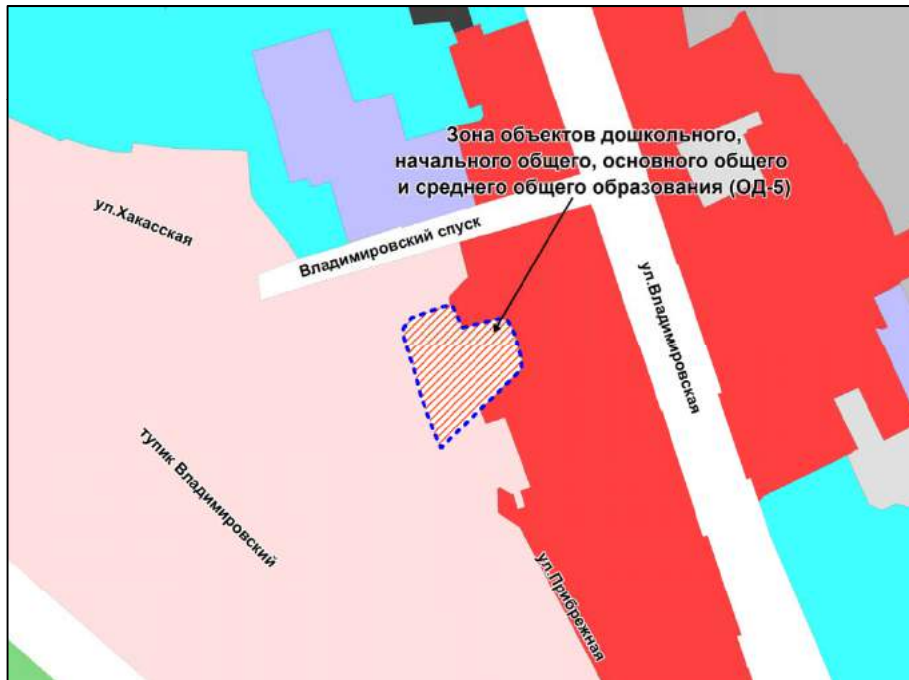 Зона объектов дошкольного,
начального общего, основного общего
и среднего общего образования (ОД-5)
ул.Хакасская
Владимировский спуск
ул.Владимировская
тупик Владимировский
ул.Прибрежная